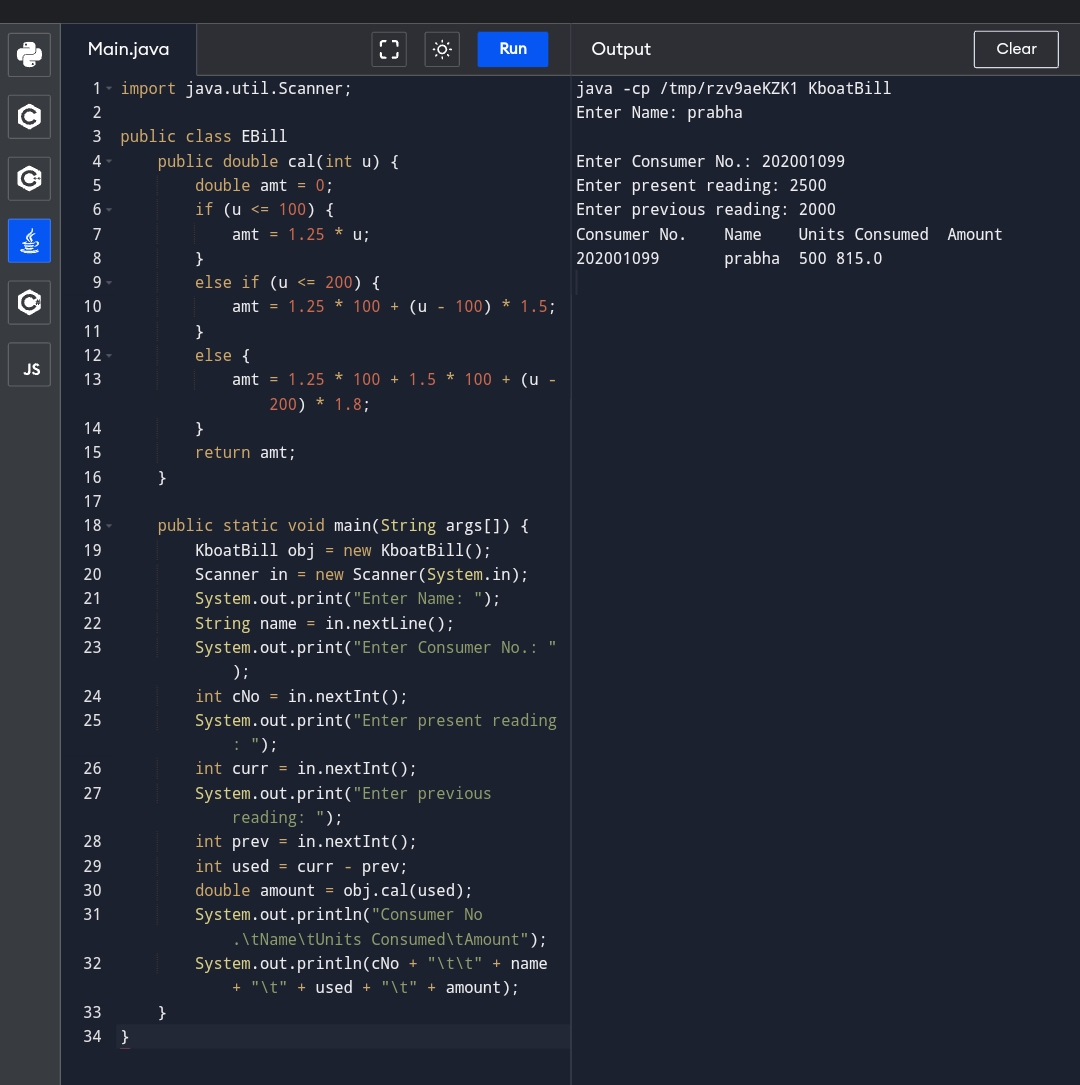 Main.java
Run
Output
Clear
JS
1 import java.util.Scanner;
2
3 public class EBill
4 public double cal(int u) {
5 double amt = 0;
6 if (u <= 100) {
7 amt = 1.25 * u;
8 }
9 else if (u <= 200) {
10 amt = 1.25 * 100 + (u - 100) * 1.5;
11 }
12 else {
13 amt = 1.25 * 100 + 1.5 * 100 + (u -
200) * 1.8;
14 }
15 return amt;
16 }
17
18 public static void main(String args[]) {
19 KboatBill obj = new KboatBill();
20 Scanner in = new Scanner(System.in);
21 System.out.print("Enter Name: ");
22 String name = in.nextLine();
23 System.out.print("Enter Consumer No.: "
);
24 int cNo = in.nextInt();
25 System.out.print("Enter present reading
: ");
26 int curr = in.nextInt();
27 System.out.print("Enter previous
reading: ");
28 int prev = in.nextInt();
29 int used = curr - prev;
30 double amount = obj.cal(used);
31 System.out.println("Consumer No
.\tName\tUnits Consumed\tAmount");
32 System.out.println(cNo + "\t\t" + name
+ "\t" + used + "\t" + amount);
33 }
34 }
java -cp /tmp/rzv9aeKZK1 KboatBill
Enter Name: prabha
Enter Consumer No.: 202001099
Enter present reading: 2500
Enter previous reading: 2000
Consumer No. Name Units Consumed Amount
202001099 prabha 500 815.0